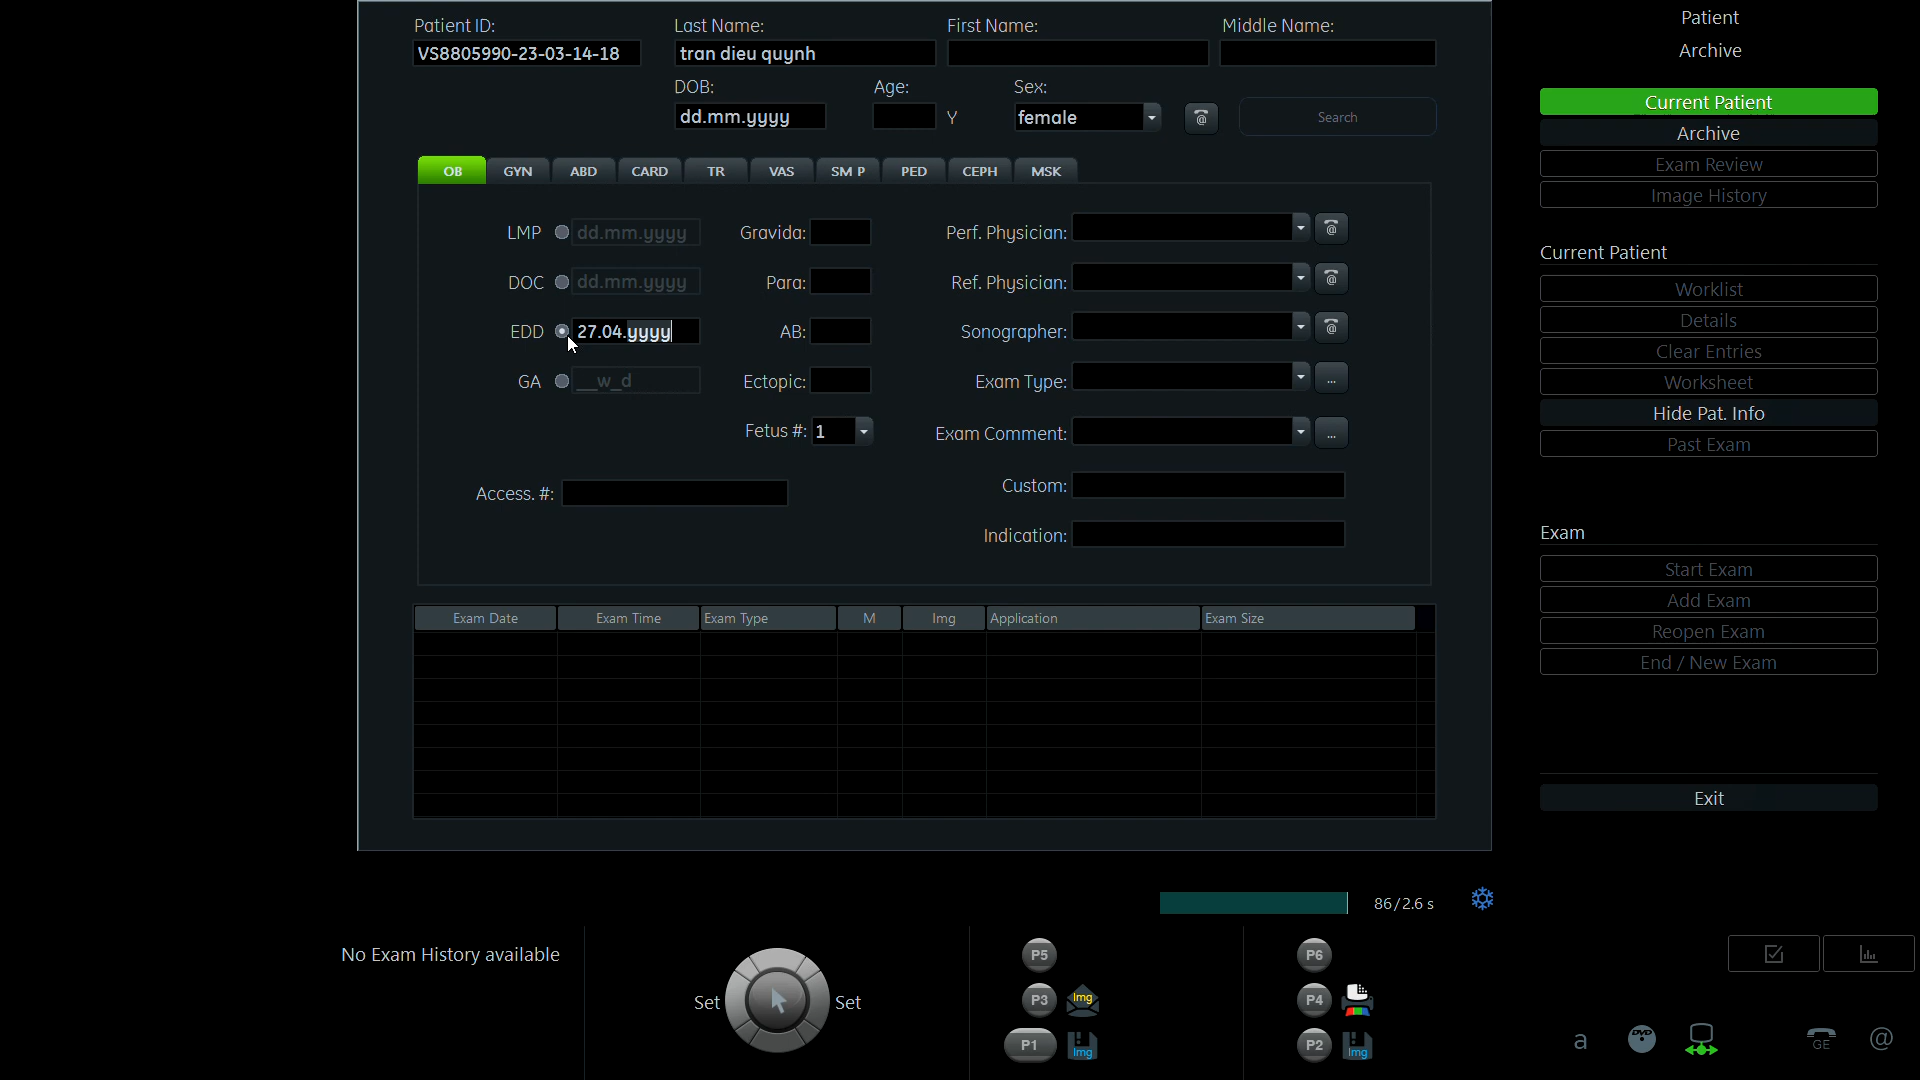 Patient ID: Last Name: First Name: Middle Name:
VS8805990-23-03-14-18 tran dieu quynh
DOB: Age: Sex:
dd.mm.yyyy Y female @ Search
OB GYN ABD CARD TR VAS SM P PED CEPH MSK
LMP dd.mm.yyyy Gravida: Perf. Physician: @
DOC dd.mm.yyyy Para: Ref. Physician: @
EDD 27.04.yyyy AB: Sonographer: @
GA __w_d Ectopic: Exam Type: ...
Fetus #: 1 Exam Comment: ...
Access. #: Custom:
Indication:
Exam Date Exam Time Exam Type M Img Application Exam Size
86/2.6 s
No Exam History available
Set Set
P5 P6
P3 Img P4
P1 Img P2 Img
Patient
Archive
Current Patient
Archive
Exam Review
Image History
Current Patient
Worklist
Details
Clear Entries
Worksheet
Hide Pat. Info
Past Exam
Exam
Start Exam
Add Exam
Reopen Exam
End / New Exam
Exit
a DVD GE @